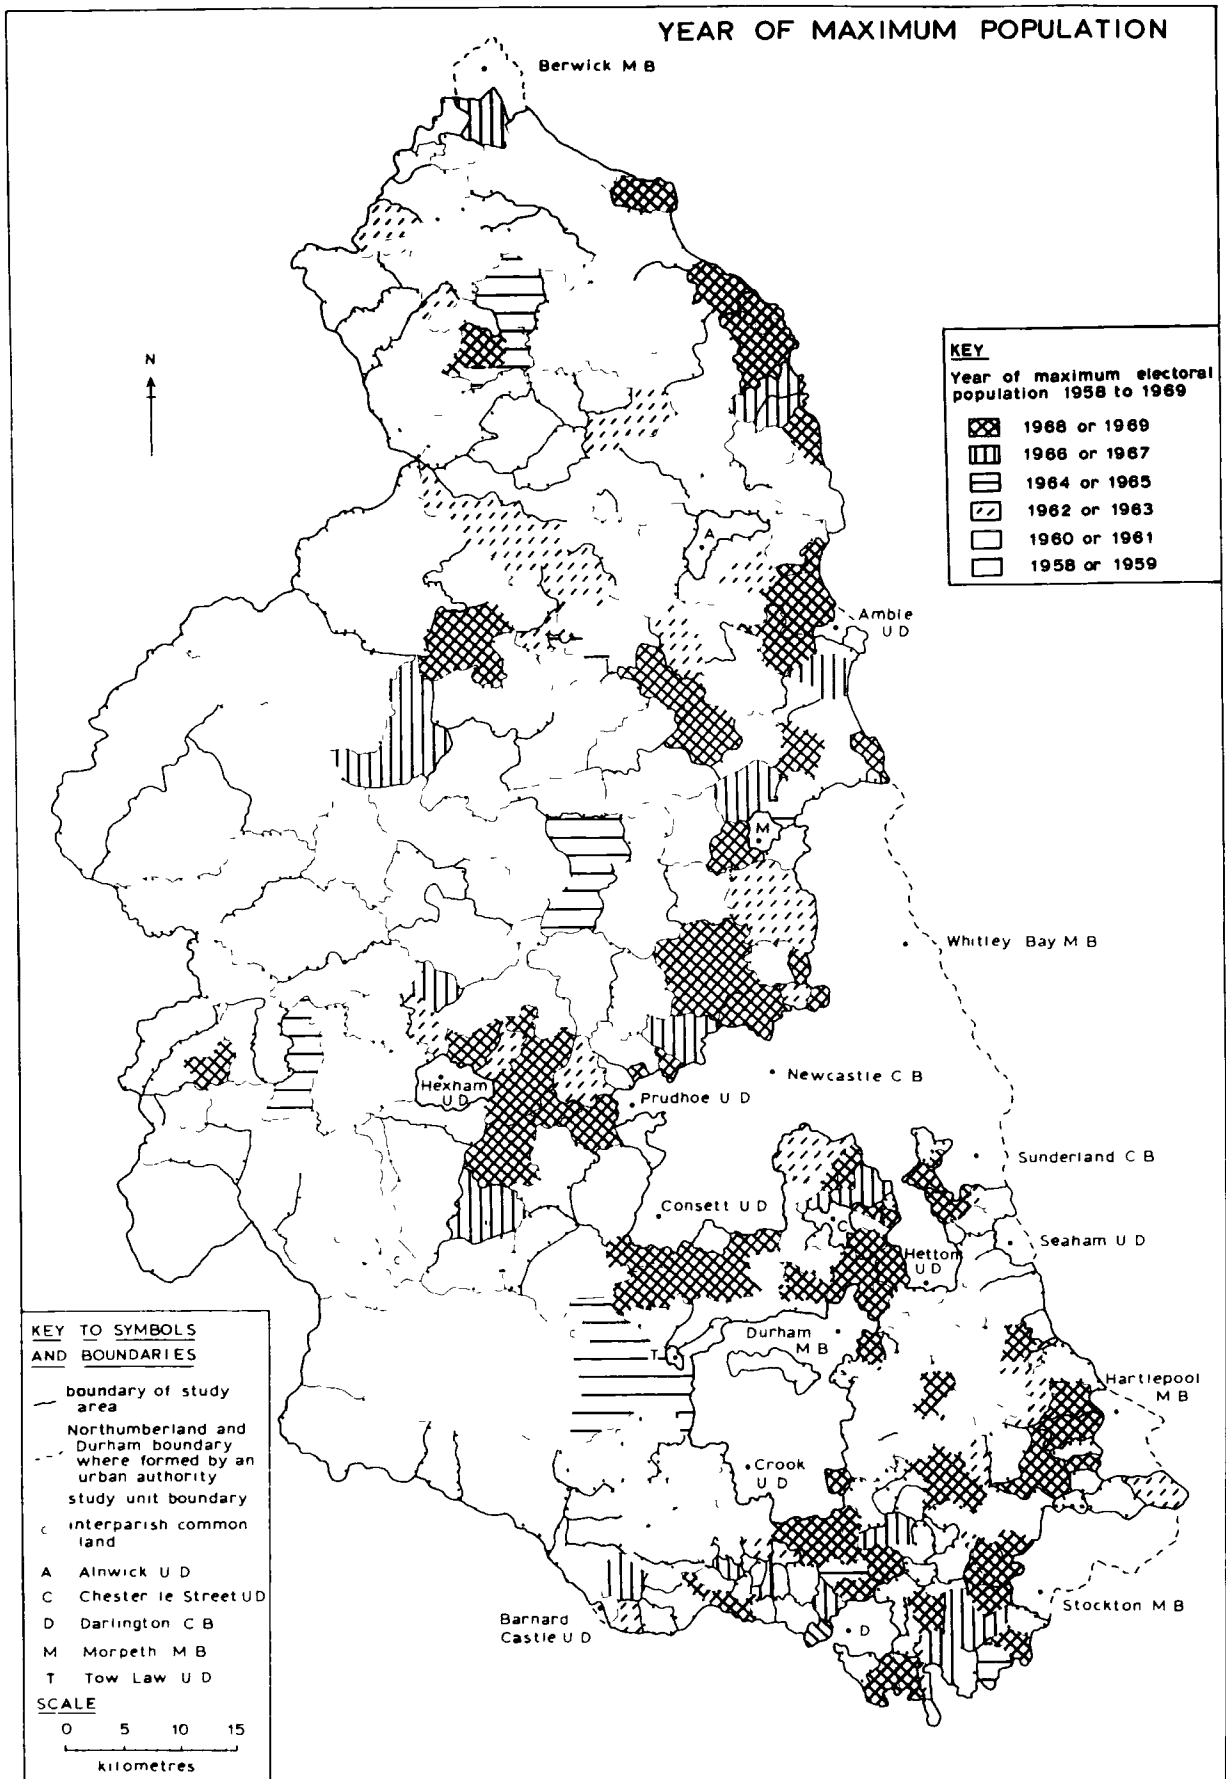 YEAR OF MAXIMUM POPULATION
Berwick M B
N
KEY
Year of maximum electoral
population 1958 to 1969
1968 or 1969
1966 or 1967
1964 or 1965
1962 or 1963
1960 or 1961
1958 or 1959
A
Amble
U D
M
Whitley Bay M B
Hexham
U D
Newcastle C B
Prudhoe U D
Sunderland C B
Consett U D
C
Seaham U D
Hetton
U D
Durham
M B
T
Hartlepool
M B
Crook
U D
Stockton M B
Barnard
Castle U D
D
KEY TO SYMBOLS
AND BOUNDARIES
boundary of study
area
Northumberland and
Durham boundary
where formed by an
urban authority
study unit boundary
c interparish common
land
A Alnwick U D
C Chester le Street U D
D Darlington C B
M Morpeth M B
T Tow Law U D
SCALE
0 5 10 15
kilometres